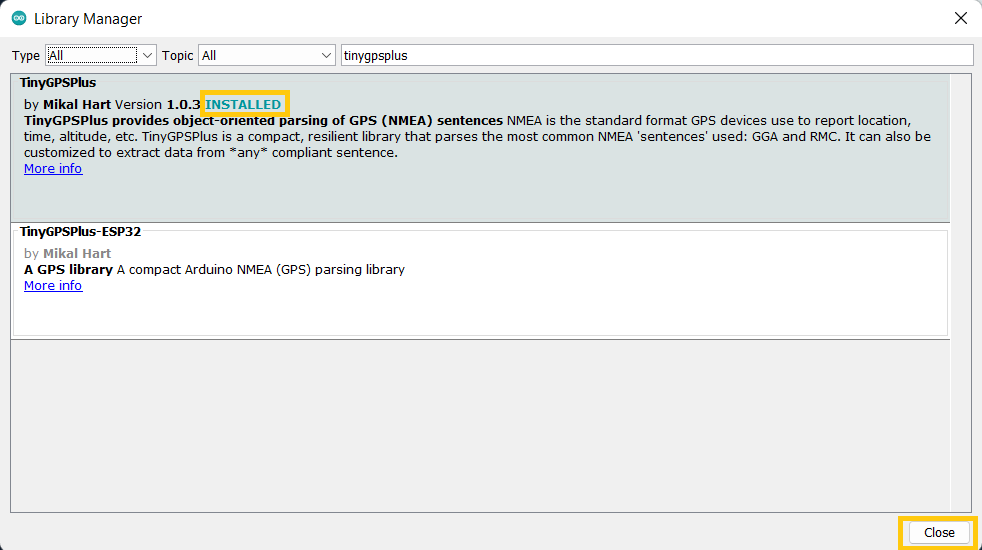 Library Manager
Type All Topic All tinygpsplus
TinyGPSPlus
by Mikal Hart Version 1.0.3 INSTALLED
TinyGPSPlus provides object-oriented parsing of GPS (NMEA) sentences NMEA is the standard format GPS devices use to report location,
time, altitude, etc. TinyGPSPlus is a compact, resilient library that parses the most common NMEA 'sentences' used: GGA and RMC. It can also be
customized to extract data from *any* compliant sentence.
More info
TinyGPSPlus-ESP32
by Mikal Hart
A GPS library A compact Arduino NMEA (GPS) parsing library
More info
Close